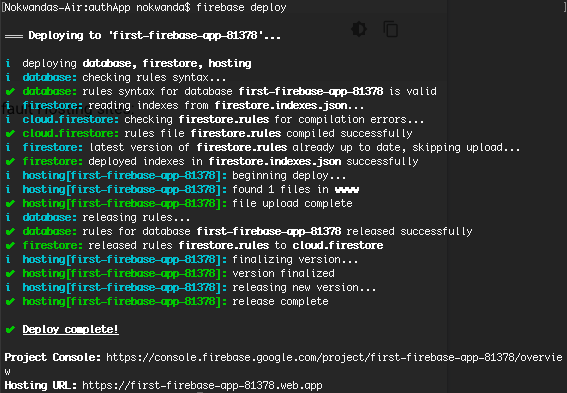 [Nokwandas-Air:authApp nokwanda$ firebase deploy ]
=== Deploying to 'first-firebase-app-81378'...
i deploying database, firestore, hosting
i database: checking rules syntax...
✔ database: rules syntax for database first-firebase-app-81378 is valid
i firestore: reading indexes from firestore.indexes.json...
i cloud.firestore: checking firestore.rules for compilation errors...
✔ cloud.firestore: rules file firestore.rules compiled successfully
i firestore: latest version of firestore.rules already up to date, skipping upload...
✔ firestore: deployed indexes in firestore.indexes.json successfully
i hosting[first-firebase-app-81378]: beginning deploy...
i hosting[first-firebase-app-81378]: found 1 files in www
✔ hosting[first-firebase-app-81378]: file upload complete
i database: releasing rules...
✔ database: rules for database first-firebase-app-81378 released successfully
✔ firestore: released rules firestore.rules to cloud.firestore
i hosting[first-firebase-app-81378]: finalizing version...
✔ hosting[first-firebase-app-81378]: version finalized
i hosting[first-firebase-app-81378]: releasing new version...
✔ hosting[first-firebase-app-81378]: release complete
✔ Deploy complete!
Project Console: https://console.firebase.google.com/project/first-firebase-app-81378/overvie
w
Hosting URL: https://first-firebase-app-81378.web.app